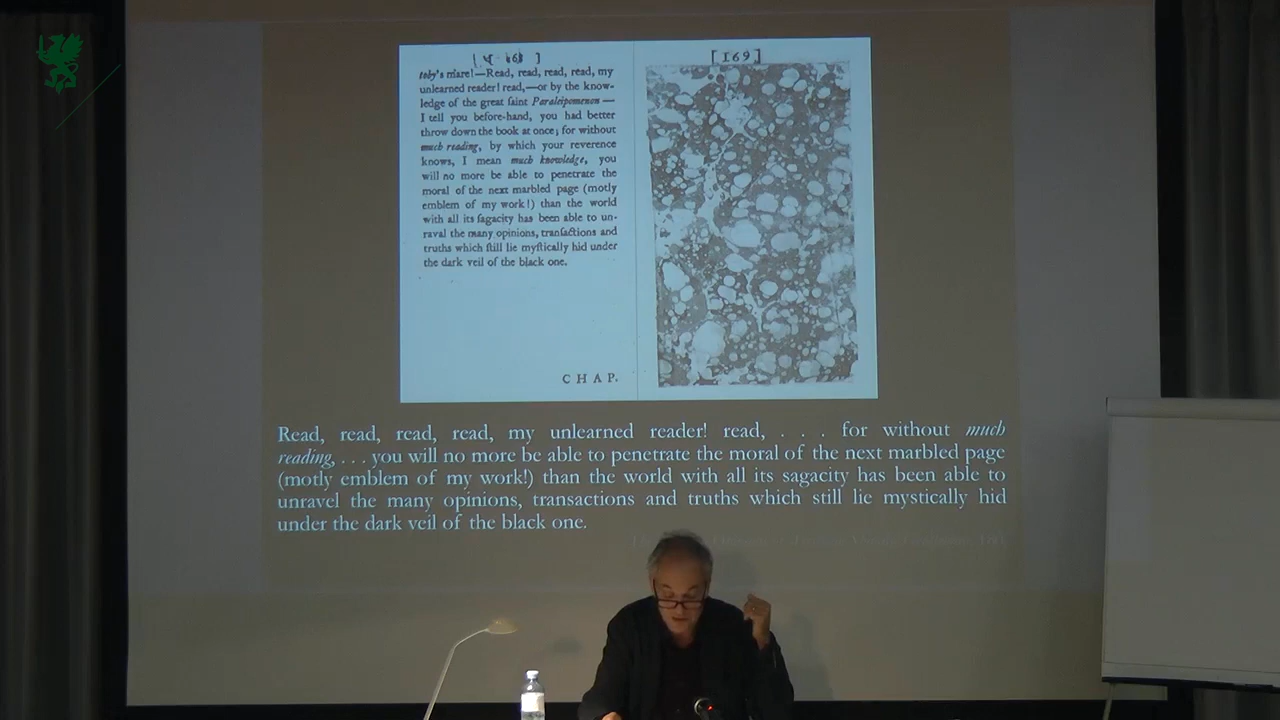 toby's mare!—Read, read, read, read, my
unlearned reader! read,—or by the know-
ledge of the great ſaint Paraleipomenon—
I tell you before-hand, you had better
throw down the book at once; for without
much reading, by which your reverence
knows, I mean much knowledge, you
will no more be able to penetrate the
moral of the next marbled page (motly
emblem of my work!) than the world
with all its ſagacity has been able to un-
raval the many opinions, tranſactions and
truths which ſtill lie myſtically hid under
the dark veil of the black one.
CHAP.
[169]
Read, read, read, read, my unlearned reader! read, . . . for without much
reading, . . . you will no more be able to penetrate the moral of the next marbled page
(motly emblem of my work!) than the world with all its sagacity has been able to
unravel the many opinions, transactions and truths which still lie mystically hid
under the dark veil of the black one.